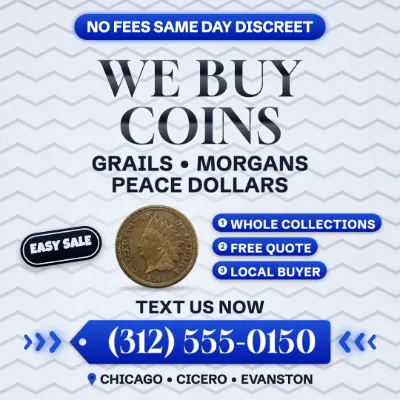 NO FEES SAME DAY DISCREET
WE BUY
COINS
GRAILS • MORGANS
PEACE DOLLARS
EASY SALE
1 WHOLE COLLECTIONS
2 FREE QUOTE
3 LOCAL BUYER
TEXT US NOW
(312) 555-0150
CHICAGO • CICERO • EVANSTON